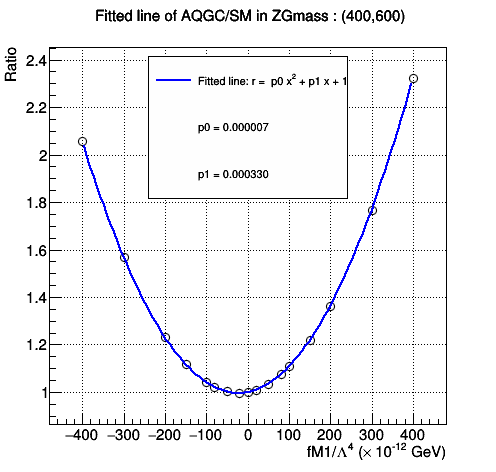 Fitted line of AQGC/SM in ZGmass : (400,600)
Ratio
Fitted line: r = p0 x² + p1 x + 1
p0 = 0.000007
p1 = 0.000330
2.4
2.2
2
1.8
1.6
1.4
1.2
1
−400 −300 −200 −100 0 100 200 300 400
fM1/Λ⁴ (× 10⁻¹² GeV)